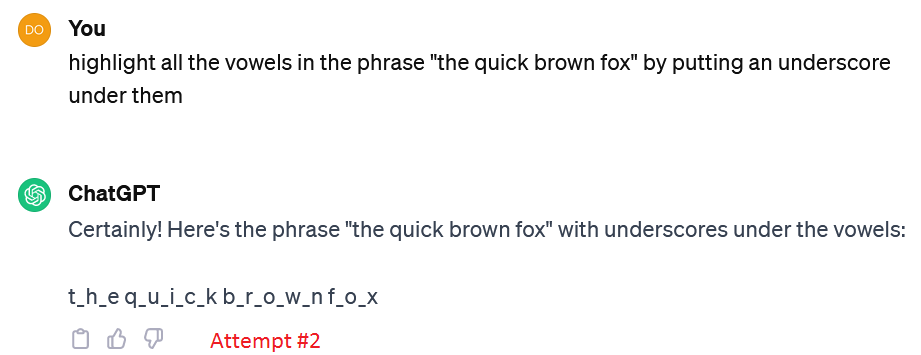 DO You
highlight all the vowels in the phrase "the quick brown fox" by putting an underscore
under them
ChatGPT
Certainly! Here's the phrase "the quick brown fox" with underscores under the vowels:
t_h_e q_u_i_c_k b_r_o_w_n f_o_x
Attempt #2